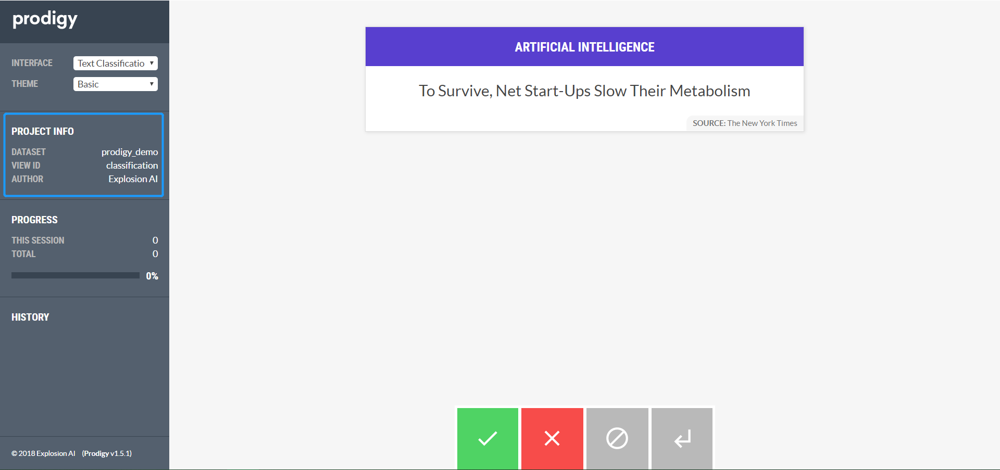 prodigy
INTERFACE Text Classificatio
THEME Basic
PROJECT INFO
DATASET prodigy_demo
VIEW ID classification
AUTHOR Explosion AI
PROGRESS
THIS SESSION 0
TOTAL 0
0%
HISTORY
© 2018 Explosion AI (Prodigy v1.5.1)
ARTIFICIAL INTELLIGENCE
To Survive, Net Start-Ups Slow Their Metabolism
SOURCE: The New York Times